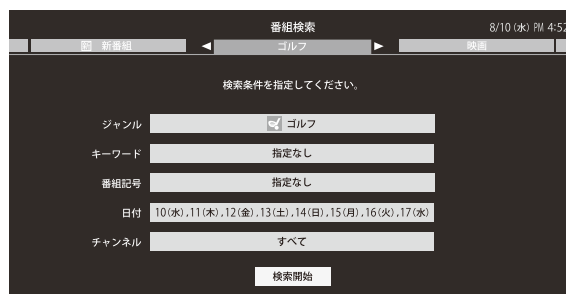 番組検索
8/10 (水) PM 4:52
新 新番組
◀ ゴルフ ▶
映画
検索条件を指定してください。
ジャンル ゴルフ
キーワード 指定なし
番組記号 指定なし
日付 10(水),11(木),12(金),13(土),14(日),15(月),16(火),17(水)
チャンネル すべて
検索開始